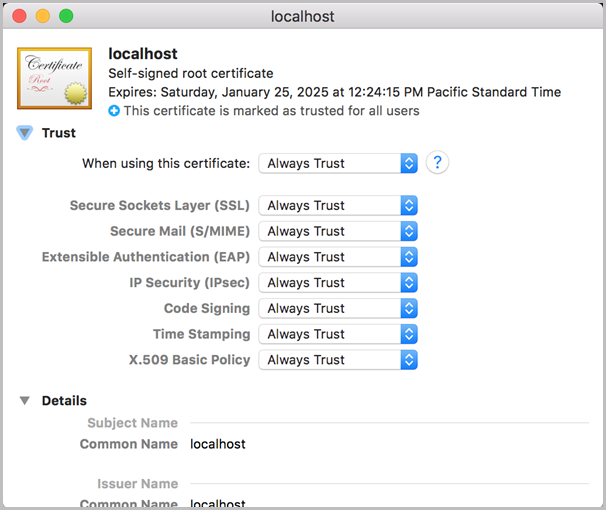 localhost
Certificate
Root
localhost
Self-signed root certificate
Expires: Saturday, January 25, 2025 at 12:24:15 PM Pacific Standard Time
This certificate is marked as trusted for all users
Trust
When using this certificate: Always Trust ?
Secure Sockets Layer (SSL) Always Trust
Secure Mail (S/MIME) Always Trust
Extensible Authentication (EAP) Always Trust
IP Security (IPsec) Always Trust
Code Signing Always Trust
Time Stamping Always Trust
X.509 Basic Policy Always Trust
Details
Subject Name
Common Name localhost
Issuer Name
Common Name localhost